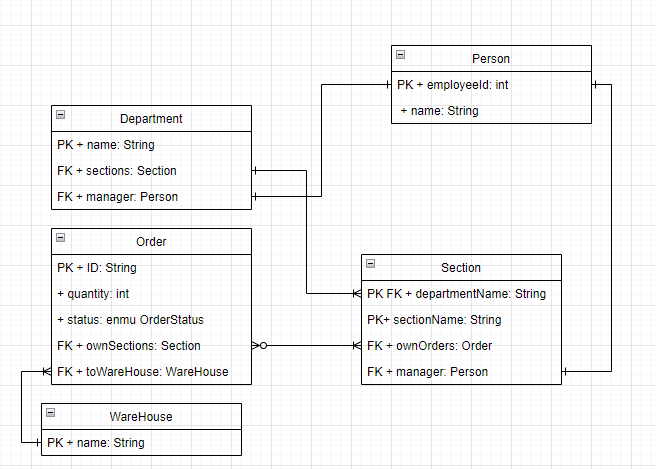 Person
PK + employeeId: int
+ name: String
Department
PK + name: String
FK + sections: Section
FK + manager: Person
Order
PK + ID: String
+ quantity: int
+ status: enmu OrderStatus
FK + ownSections: Section
FK + toWareHouse: WareHouse
Section
PK FK + departmentName: String
PK+ sectionName: String
FK + ownOrders: Order
FK + manager: Person
WareHouse
PK + name: String